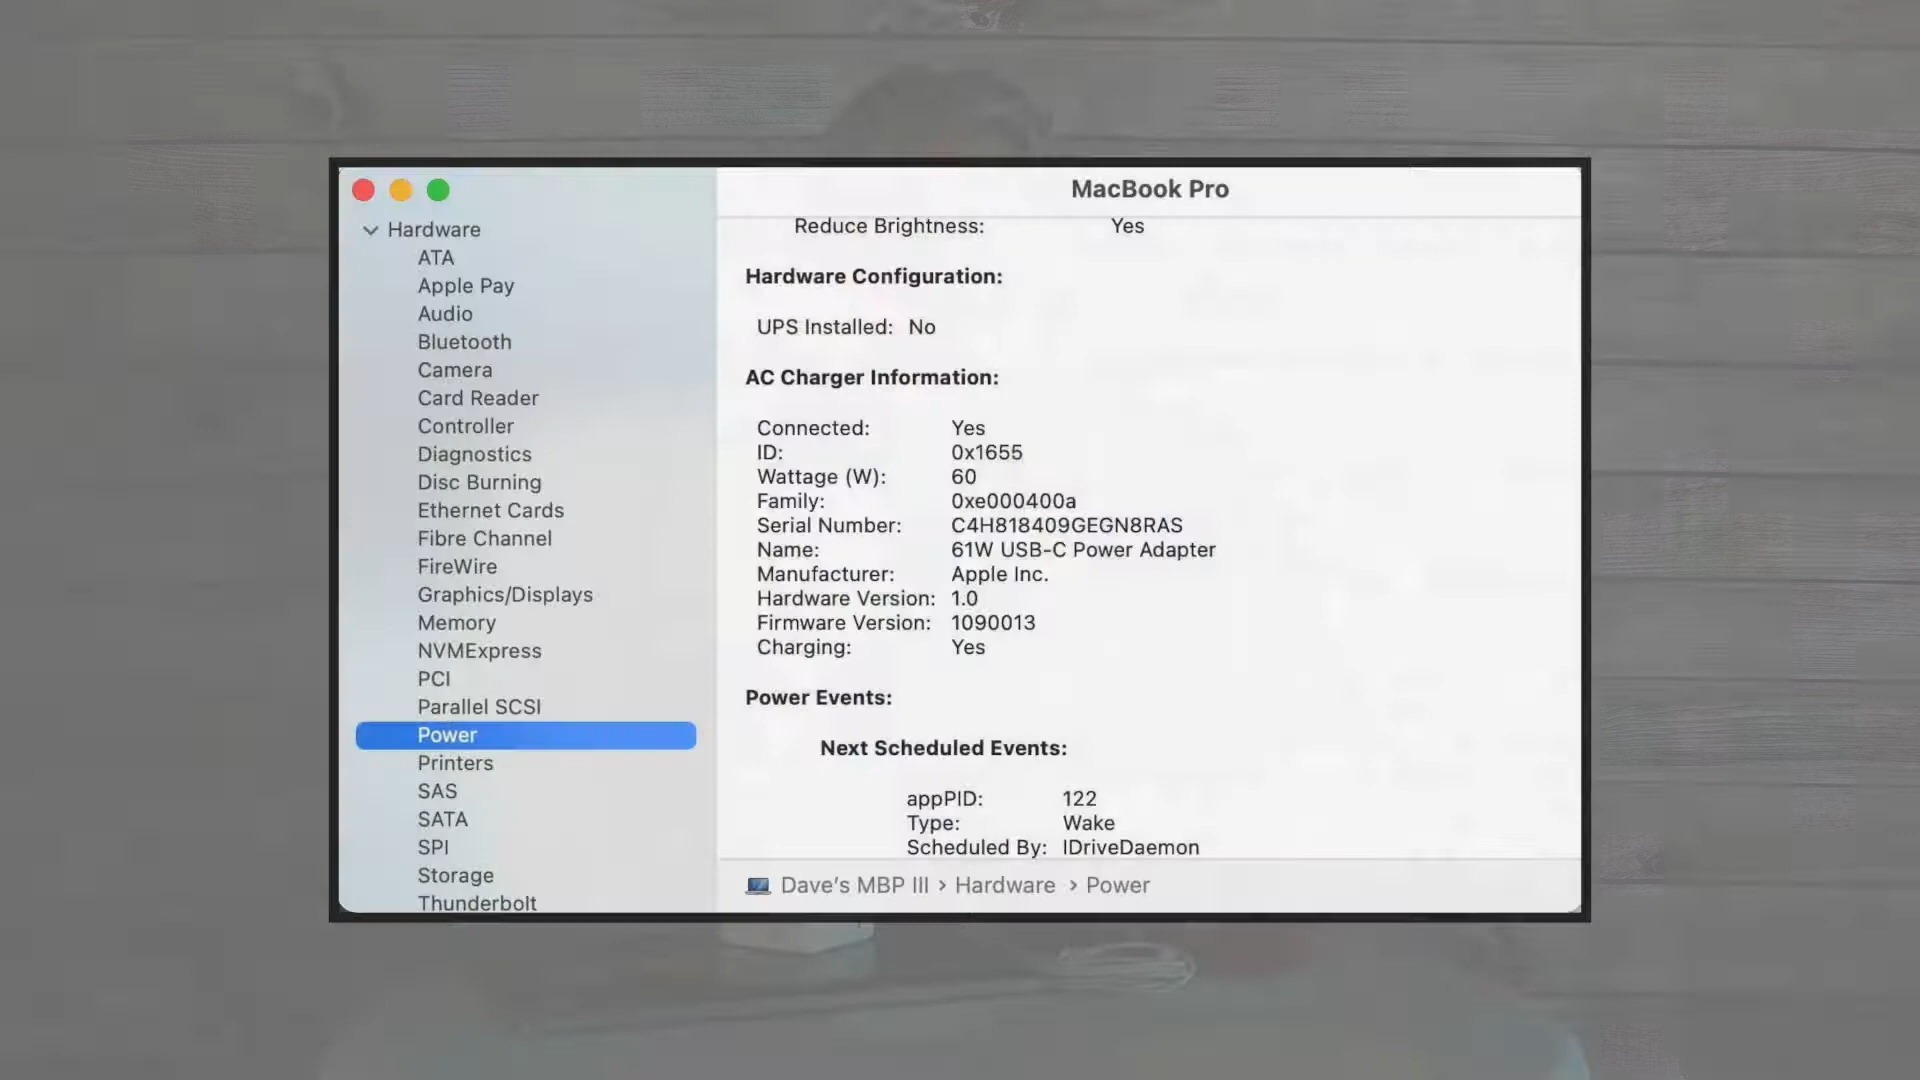 MacBook Pro
Hardware
ATA
Apple Pay
Audio
Bluetooth
Camera
Card Reader
Controller
Diagnostics
Disc Burning
Ethernet Cards
Fibre Channel
FireWire
Graphics/Displays
Memory
NVMExpress
PCI
Parallel SCSI
Power
Printers
SAS
SATA
SPI
Storage
Thunderbolt
Reduce Brightness: Yes
Hardware Configuration:
UPS Installed: No
AC Charger Information:
Connected: Yes
ID: 0x1655
Wattage (W): 60
Family: 0xe000400a
Serial Number: C4H818409GEGN8RAS
Name: 61W USB-C Power Adapter
Manufacturer: Apple Inc.
Hardware Version: 1.0
Firmware Version: 1090013
Charging: Yes
Power Events:
Next Scheduled Events:
appPID: 122
Type: Wake
Scheduled By: IDriveDaemon
Dave's MBP III › Hardware › Power